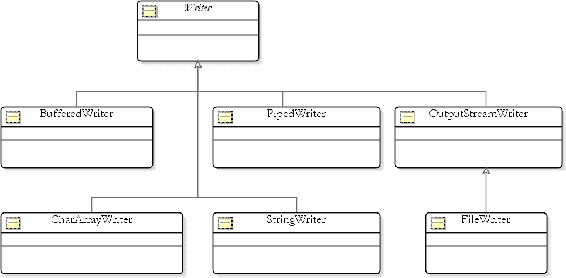 Writer
BufferedWriter
PipedWriter
OutputStreamWriter
CharArrayWriter
StringWriter
FileWriter